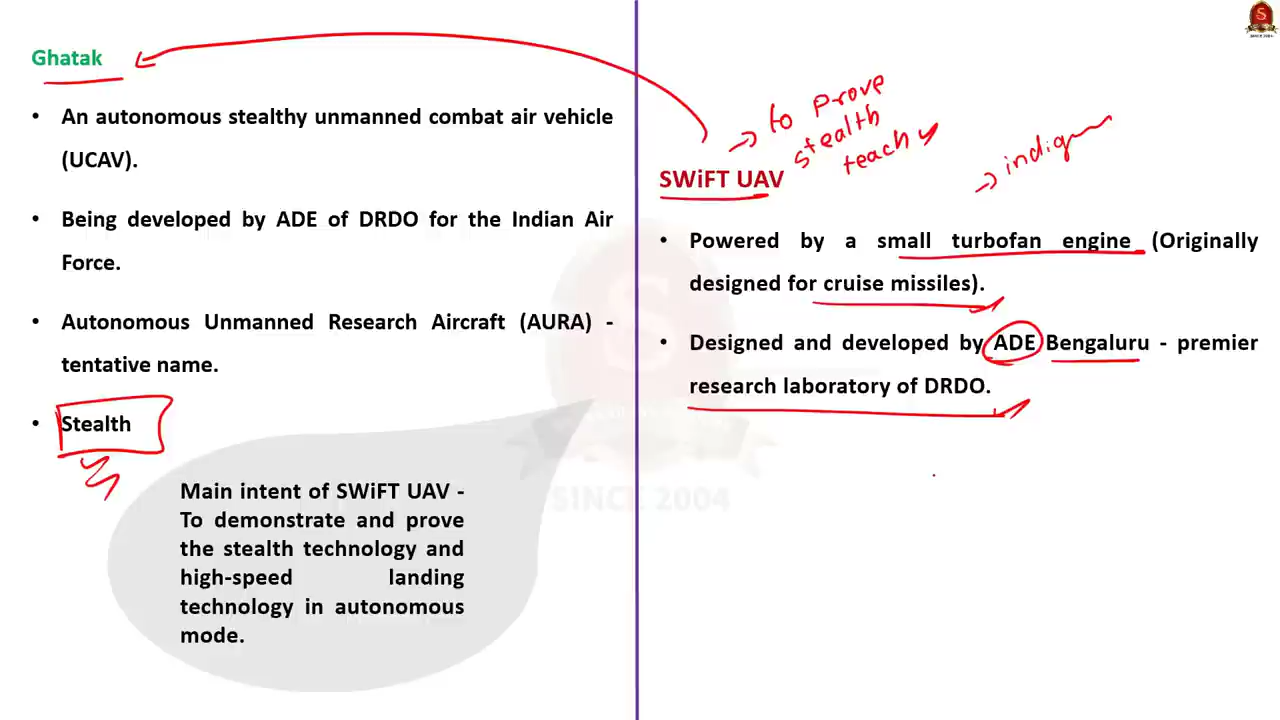 Ghatak
• An autonomous stealthy unmanned combat air vehicle
(UCAV).
• Being developed by ADE of DRDO for the Indian Air
Force.
• Autonomous Unmanned Research Aircraft (AURA) -
tentative name.
• Stealth
Main intent of SWiFT UAV -
To demonstrate and prove
the stealth technology and
high-speed landing
technology in autonomous
mode.
→ to prove
stealth
teach
→ indig
SWiFT UAV
• Powered by a small turbofan engine (Originally
designed for cruise missiles).
• Designed and developed by ADE Bengaluru - premier
research laboratory of DRDO.
S
SINCE 2004
S
SINCE 2004